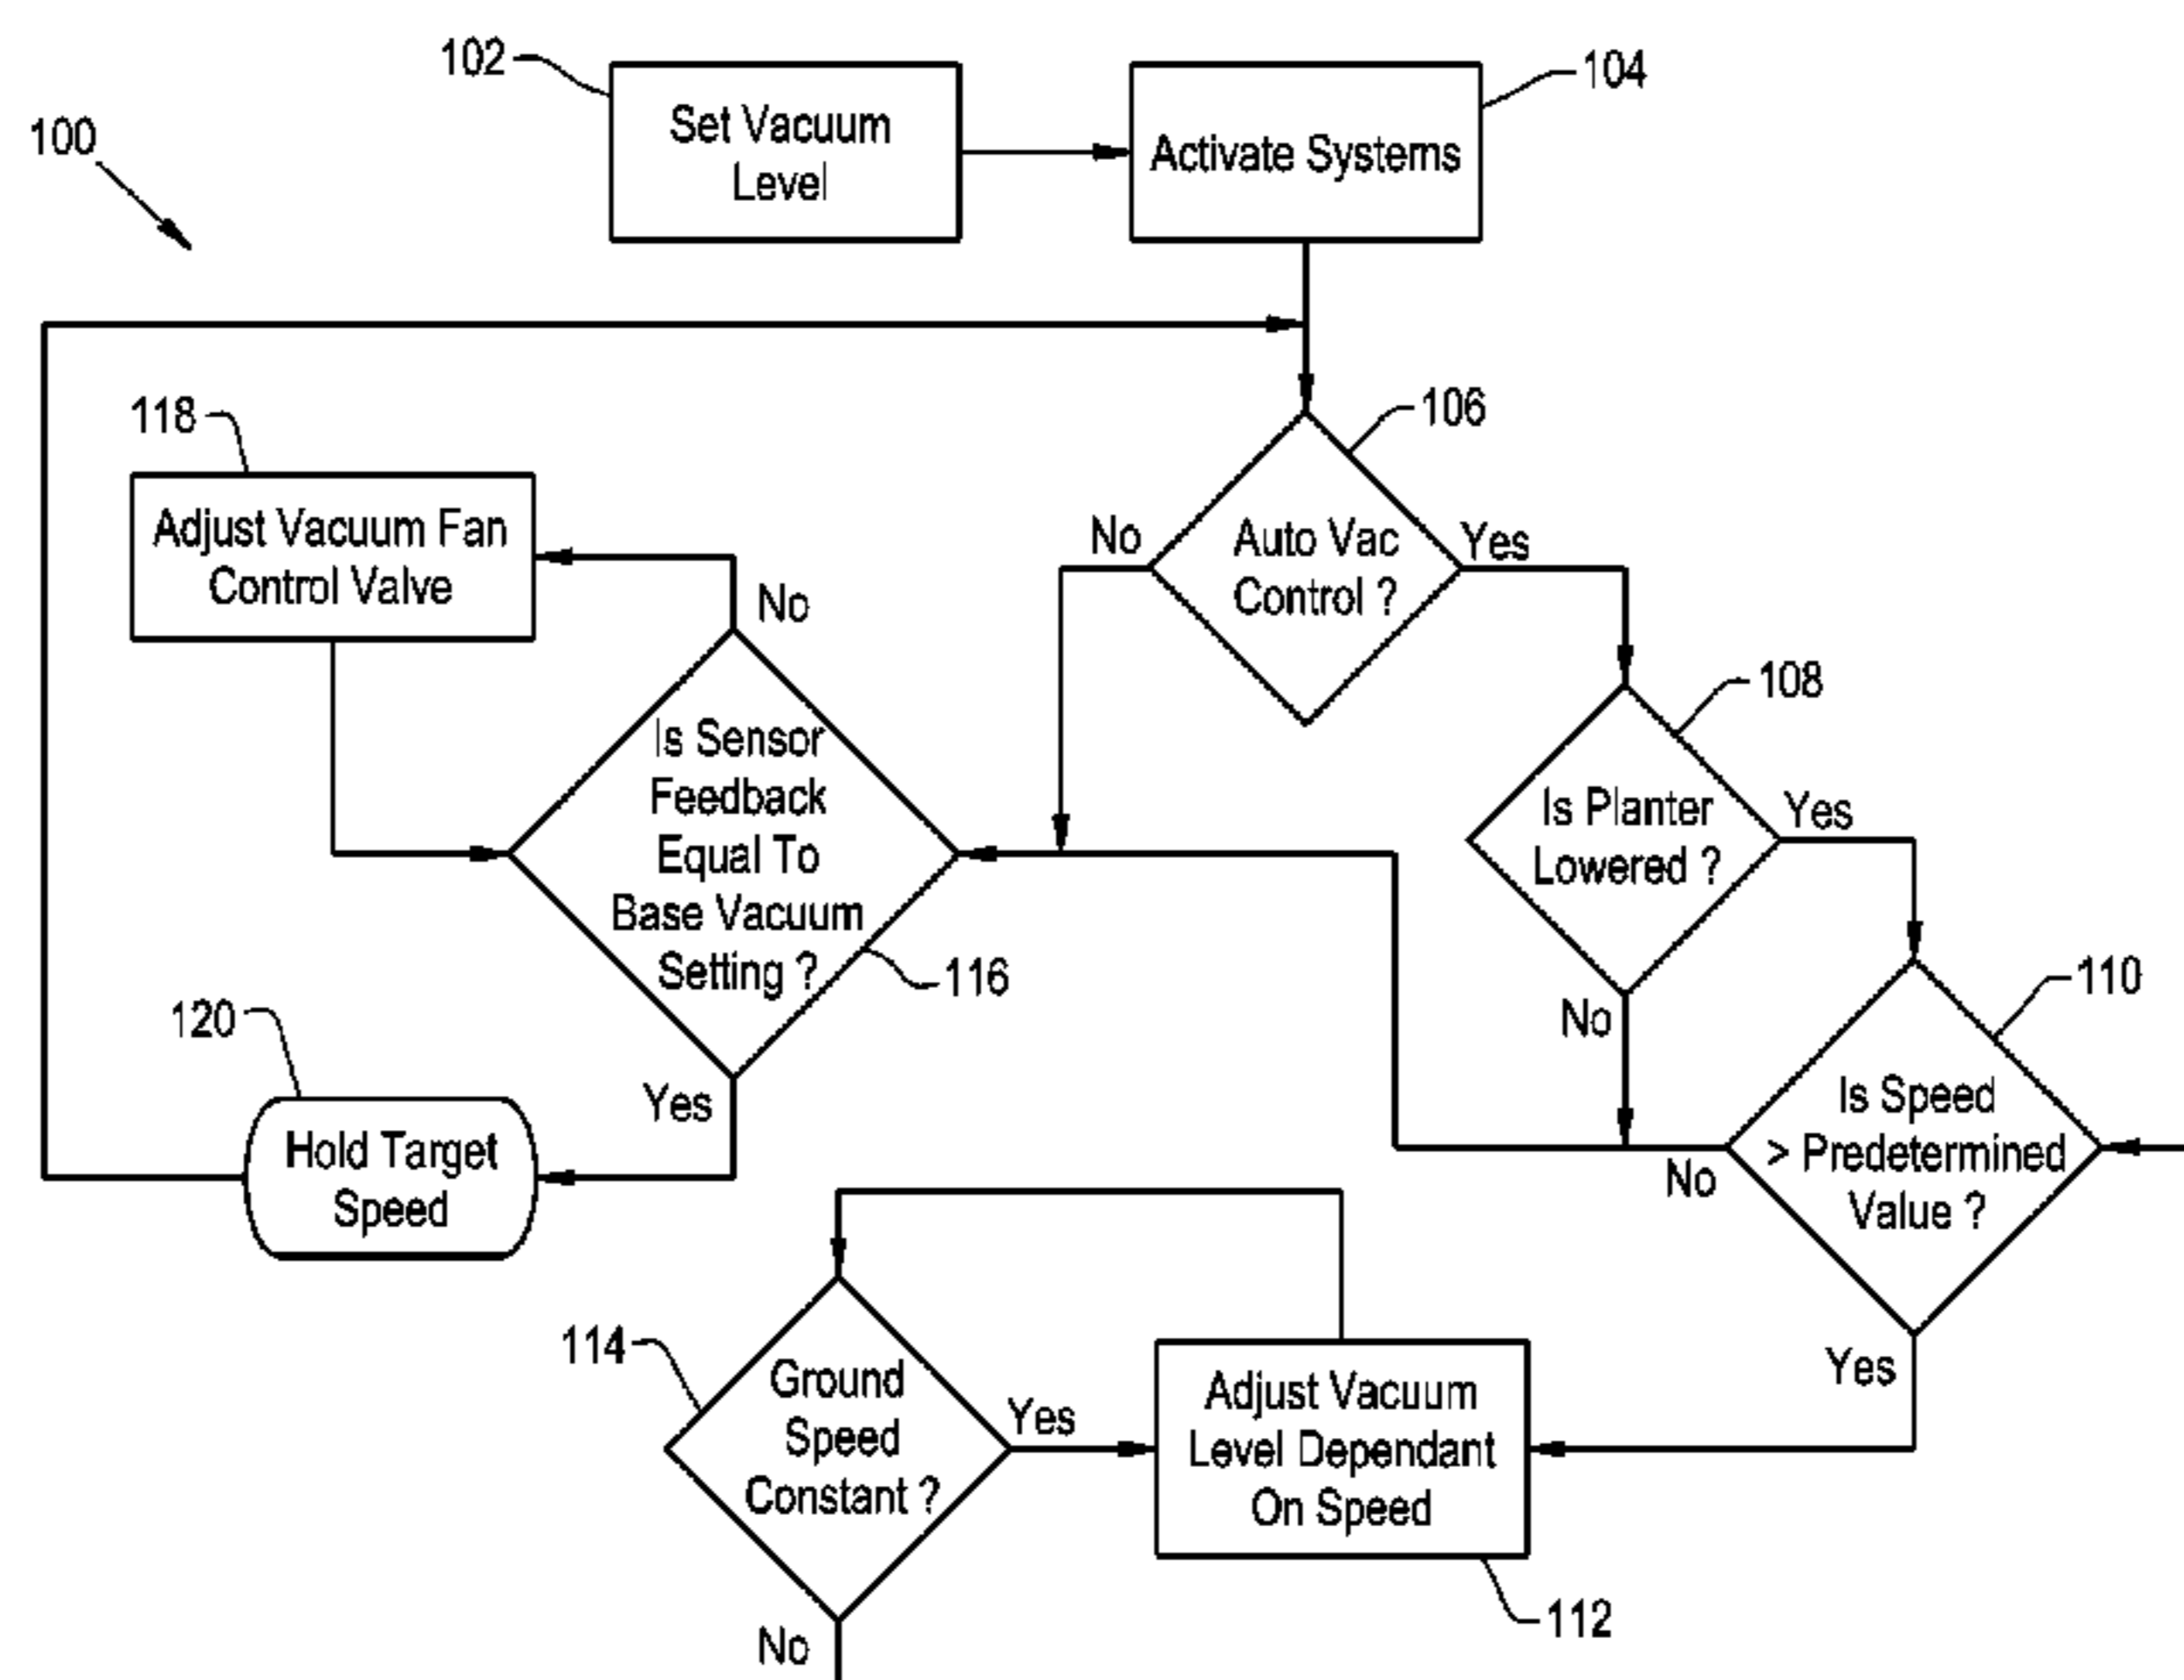 102
Set Vacuum
Level
104
Activate Systems
100
106
Auto Vac
Control ?
No
Yes
118
Adjust Vacuum Fan
Control Valve
No
Is Sensor
Feedback
Equal To
Base Vacuum
Setting ?
116
Yes
108
Is Planter
Lowered ?
Yes
No
110
Is Speed
> Predetermined
Value ?
No
Yes
120
Hold Target
Speed
114
Ground
Speed
Constant ?
Yes
No
Adjust Vacuum
Level Dependant
On Speed
112